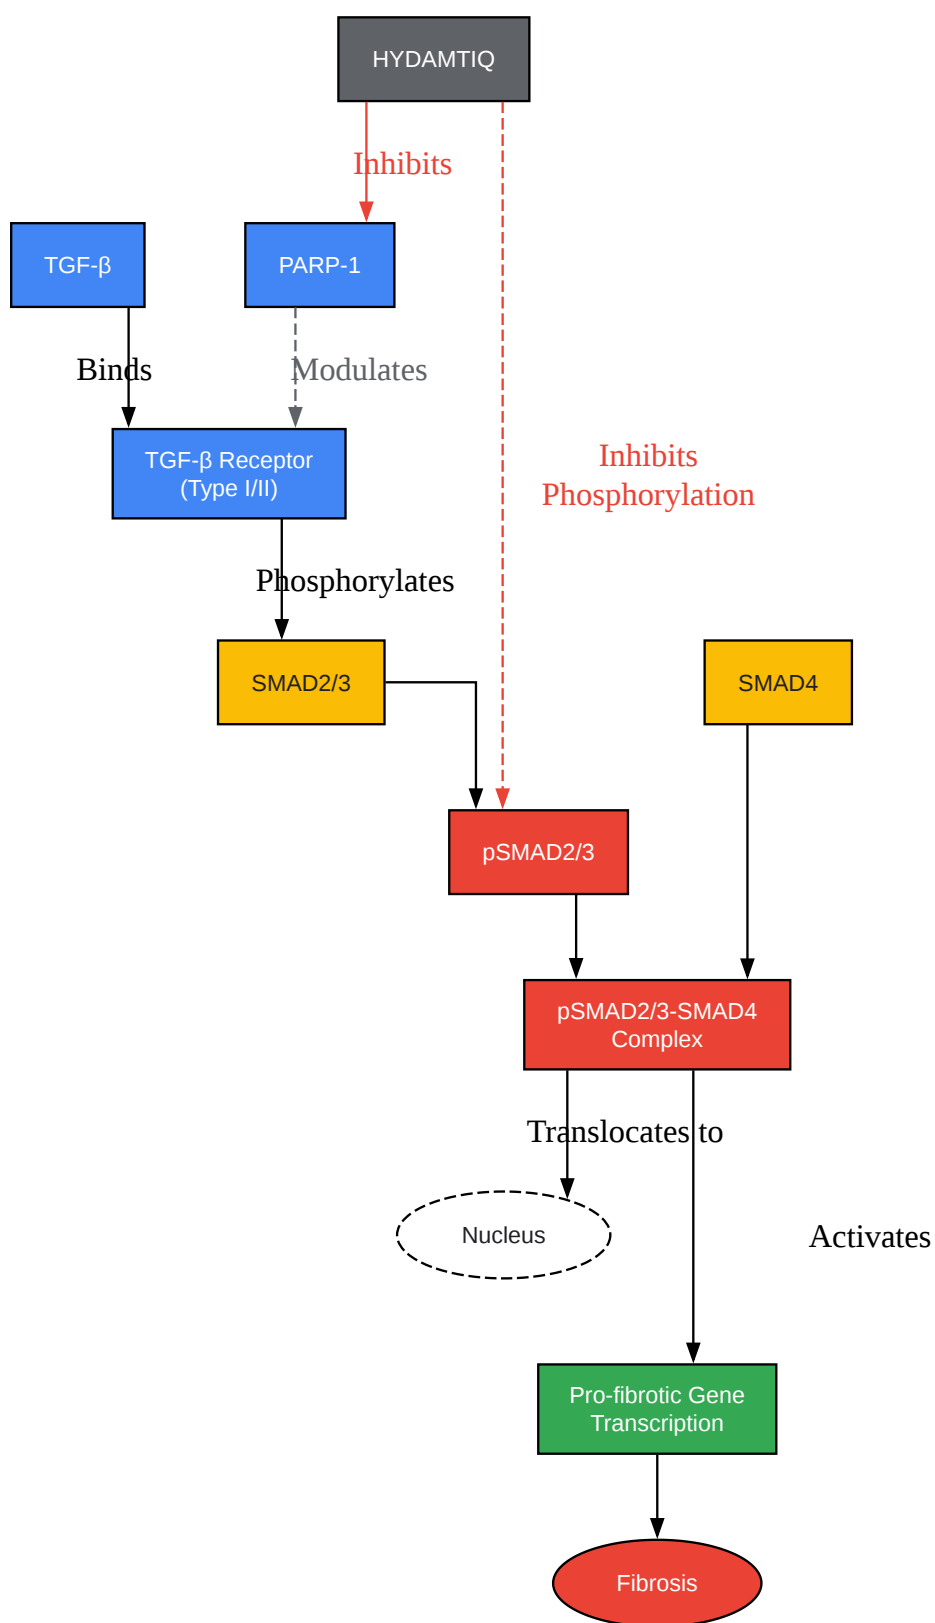 HYDAMTIQ
Inhibits
TGF-β
PARP-1
Binds
Modulates
TGF-β Receptor
(Type I/II)
Inhibits
Phosphorylation
Phosphorylates
SMAD2/3
SMAD4
pSMAD2/3
pSMAD2/3-SMAD4
Complex
Translocates to
Nucleus
Activates
Pro-fibrotic Gene
Transcription
Fibrosis